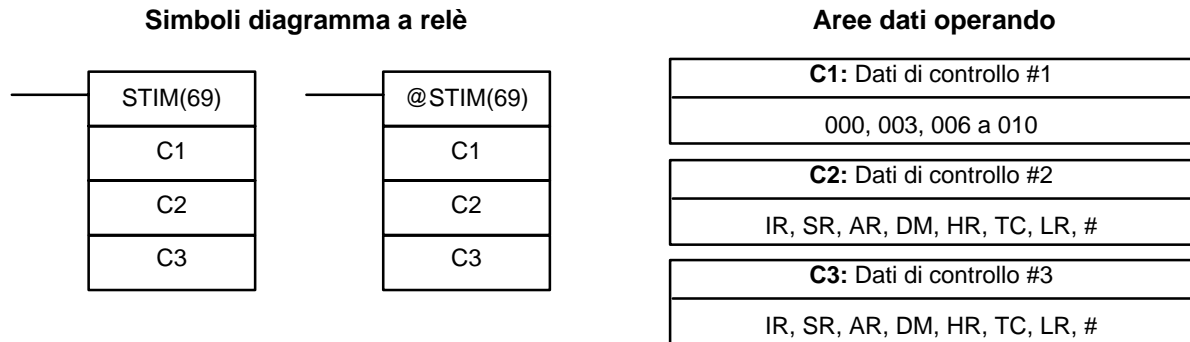 Simboli diagramma a relè
STIM(69)
C1
C2
C3
@STIM(69)
C1
C2
C3
Aree dati operando
C1: Dati di controllo #1
000, 003, 006 a 010
C2: Dati di controllo #2
IR, SR, AR, DM, HR, TC, LR, #
C3: Dati di controllo #3
IR, SR, AR, DM, HR, TC, LR, #